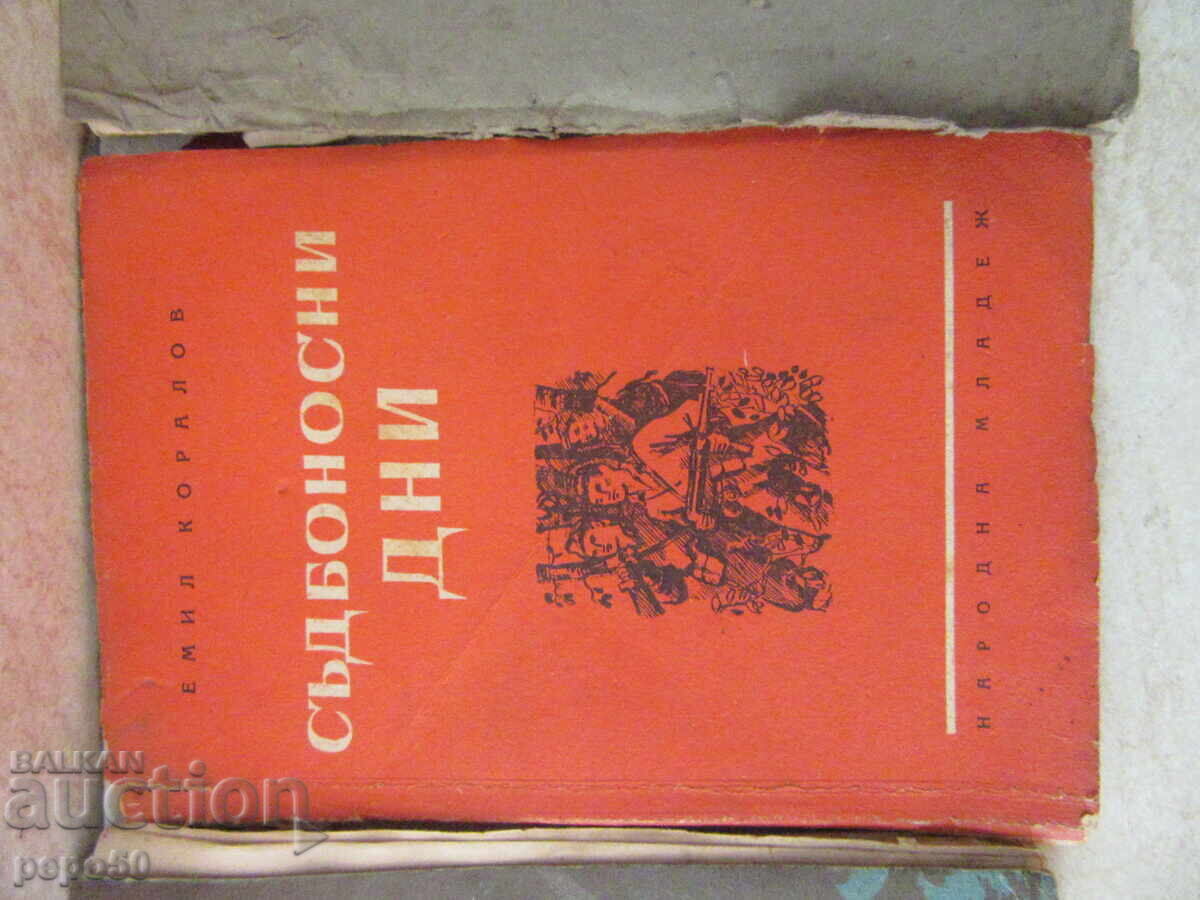 ЕМИЛ КОРАЛОВ
СЪДБОНОСНИ
ДНИ
НАРОДНА МЛАДЕЖ
BALKAN
auction
pepo50